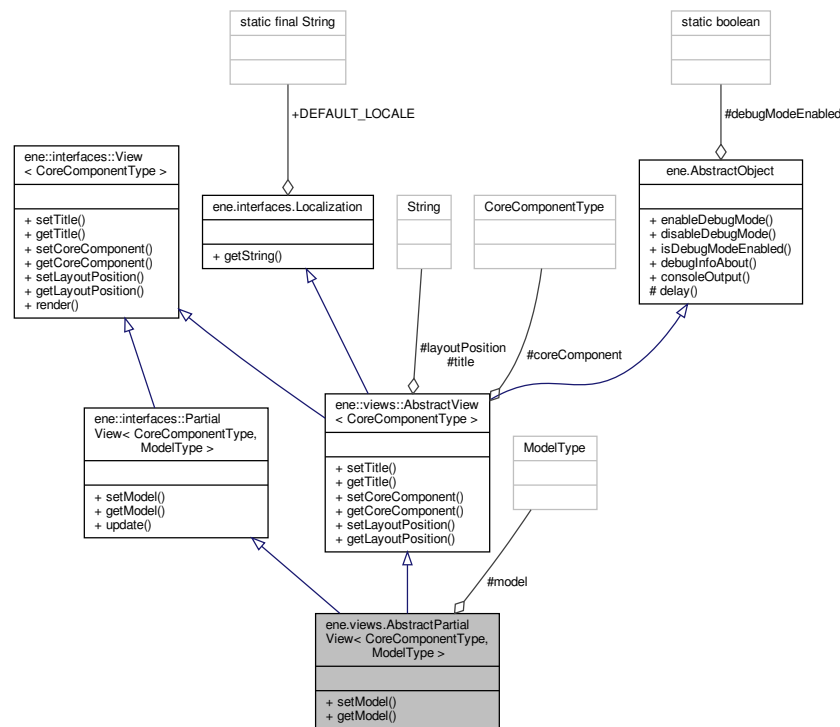 static final String
static boolean
+DEFAULT_LOCALE
#debugModeEnabled
ene::interfaces::View
< CoreComponentType >
+ setTitle()
+ getTitle()
+ setCoreComponent()
+ getCoreComponent()
+ setLayoutPosition()
+ getLayoutPosition()
+ render()
ene.interfaces.Localization
+ getString()
String
CoreComponentType
ene.AbstractObject
+ enableDebugMode()
+ disableDebugMode()
+ isDebugModeEnabled()
+ debugInfoAbout()
+ consoleOutput()
# delay()
#layoutPosition
#title
#coreComponent
ene::interfaces::Partial
View< CoreComponentType,
ModelType >
+ setModel()
+ getModel()
+ update()
ene::views::AbstractView
< CoreComponentType >
+ setTitle()
+ getTitle()
+ setCoreComponent()
+ getCoreComponent()
+ setLayoutPosition()
+ getLayoutPosition()
ModelType
#model
ene.views.AbstractPartial
View< CoreComponentType,
ModelType >
+ setModel()
+ getModel()